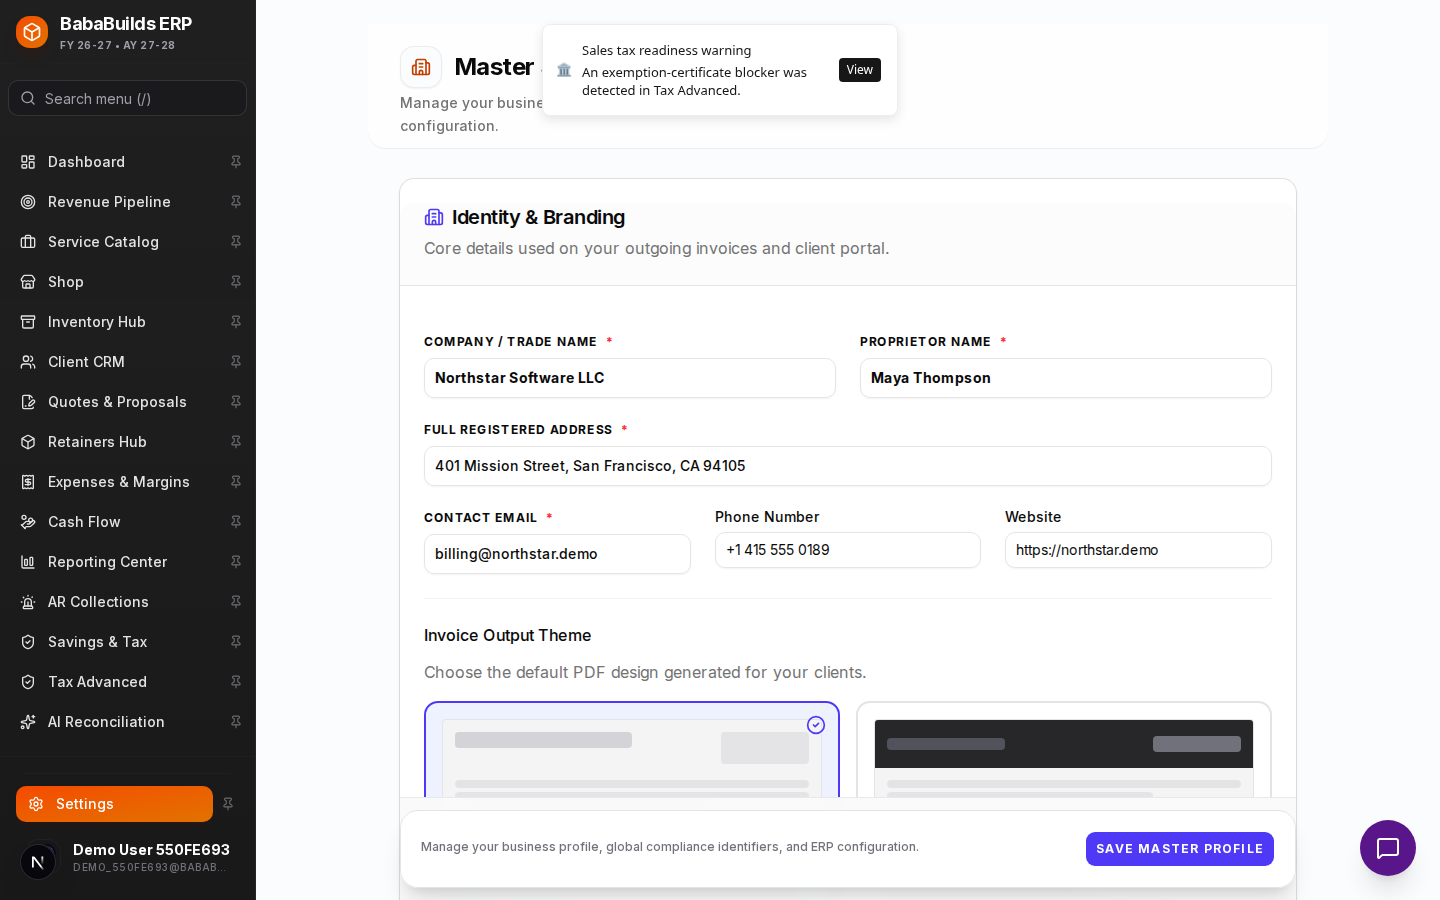 BabaBuilds ERP
FY 26-27 • AY 27-28
Search menu (/)
Dashboard
Revenue Pipeline
Service Catalog
Shop
Inventory Hub
Client CRM
Quotes & Proposals
Retainers Hub
Expenses & Margins
Cash Flow
Reporting Center
AR Collections
Savings & Tax
Tax Advanced
AI Reconciliation
Settings
Demo User 550FE693
DEMO_550FE693@BABAB...
Master
Manage your busine
configuration.
Sales tax readiness warning
An exemption-certificate blocker was
detected in Tax Advanced.
View
Identity & Branding
Core details used on your outgoing invoices and client portal.
COMPANY / TRADE NAME *
PROPRIETOR NAME *
Northstar Software LLC
Maya Thompson
FULL REGISTERED ADDRESS *
401 Mission Street, San Francisco, CA 94105
CONTACT EMAIL *
Phone Number
Website
billing@northstar.demo
+1 415 555 0189
https://northstar.demo
Invoice Output Theme
Choose the default PDF design generated for your clients.
Manage your business profile, global compliance identifiers, and ERP configuration.
SAVE MASTER PROFILE